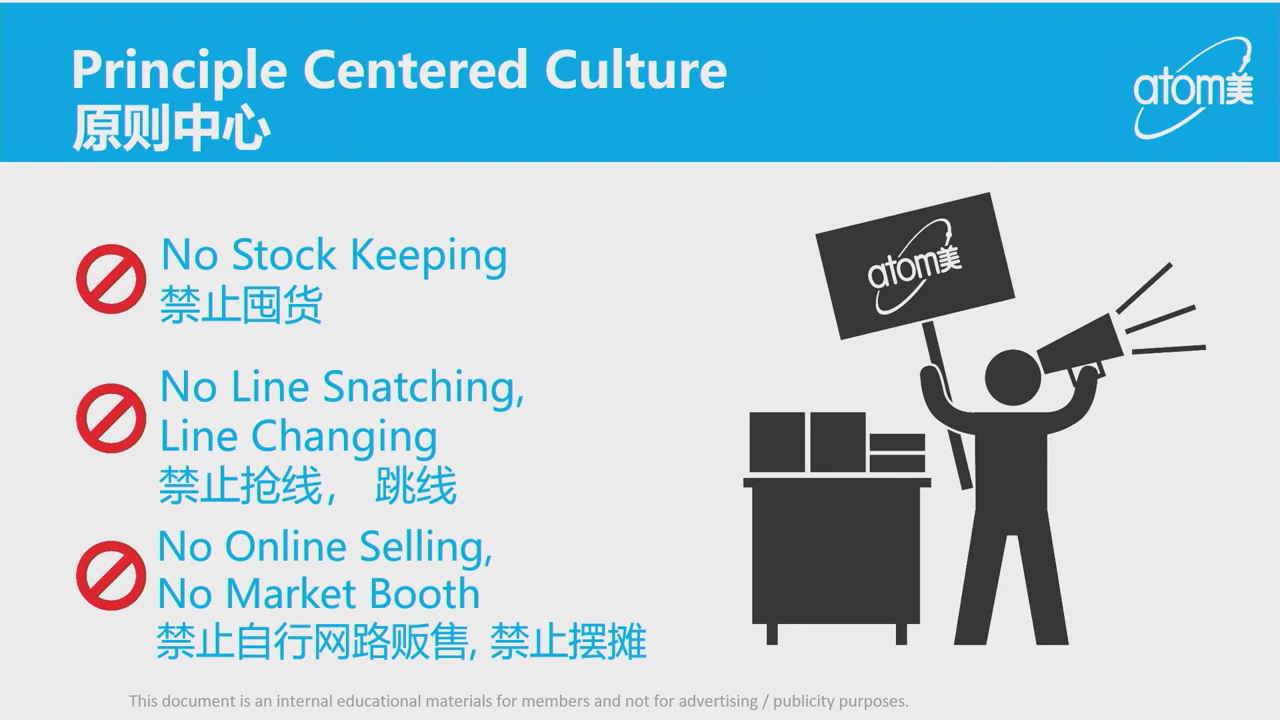 Principle Centered Culture
原则中心
atom美
No Stock Keeping
禁止囤货
No Line Snatching,
Line Changing
禁止抢线， 跳线
No Online Selling,
No Market Booth
禁止自行网路贩售, 禁止摆摊
atom美
This document is an internal educational materials for members and not for advertising / publicity purposes.